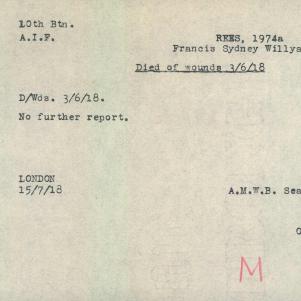 10th Btn.
A.I.F.
REES, 1974a
Francis Sydney Willya
Died of wounds 3/6/18
D/Wds. 3/6/18.
No further report.
LONDON
15/7/18
A.M.W.B. Sea
O
M